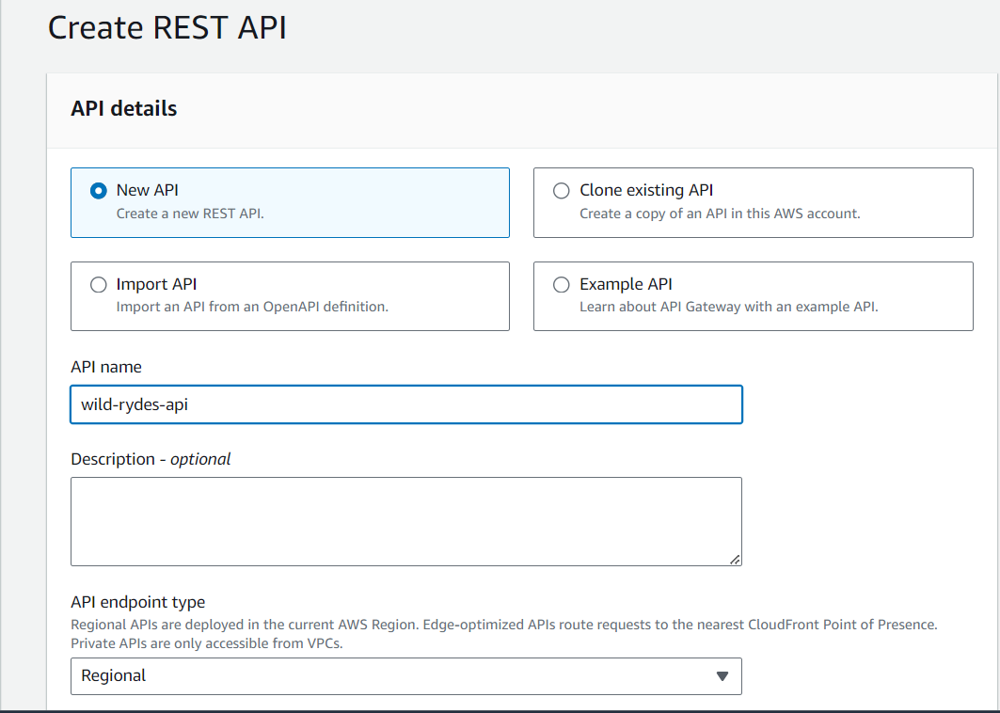 Create REST API
API details
New API
Create a new REST API.
Clone existing API
Create a copy of an API in this AWS account.
Import API
Import an API from an OpenAPI definition.
Example API
Learn about API Gateway with an example API.
API name
wild-rydes-api
Description - optional
API endpoint type
Regional APIs are deployed in the current AWS Region. Edge-optimized APIs route requests to the nearest CloudFront Point of Presence.
Private APIs are only accessible from VPCs.
Regional